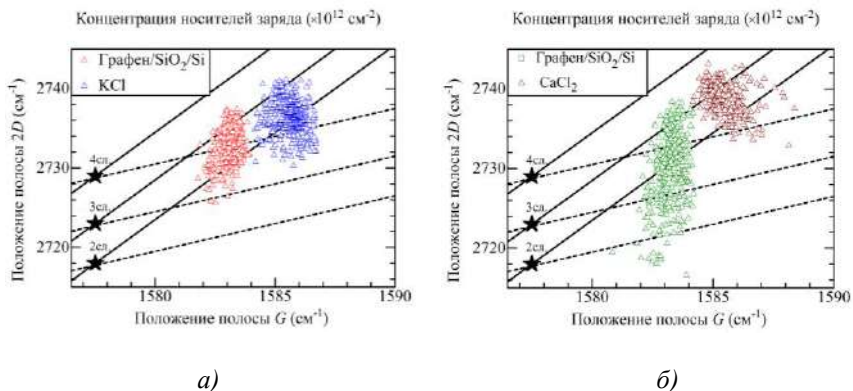 Концентрация носителей заряда (×10¹² см⁻²)
Графен/SiO₂/Si
KCl
4сл.
3сл.
2сл.
2740
2730
2720
1580
1585
1590
Положение полосы 2D (см⁻¹)
Положение полосы G (см⁻¹)
а)
Концентрация носителей заряда (×10¹² см⁻²)
Графен/SiO₂/Si
CaCl₂
4сл.
3сл.
2сл.
2740
2730
2720
1580
1585
1590
Положение полосы 2D (см⁻¹)
Положение полосы G (см⁻¹)
б)